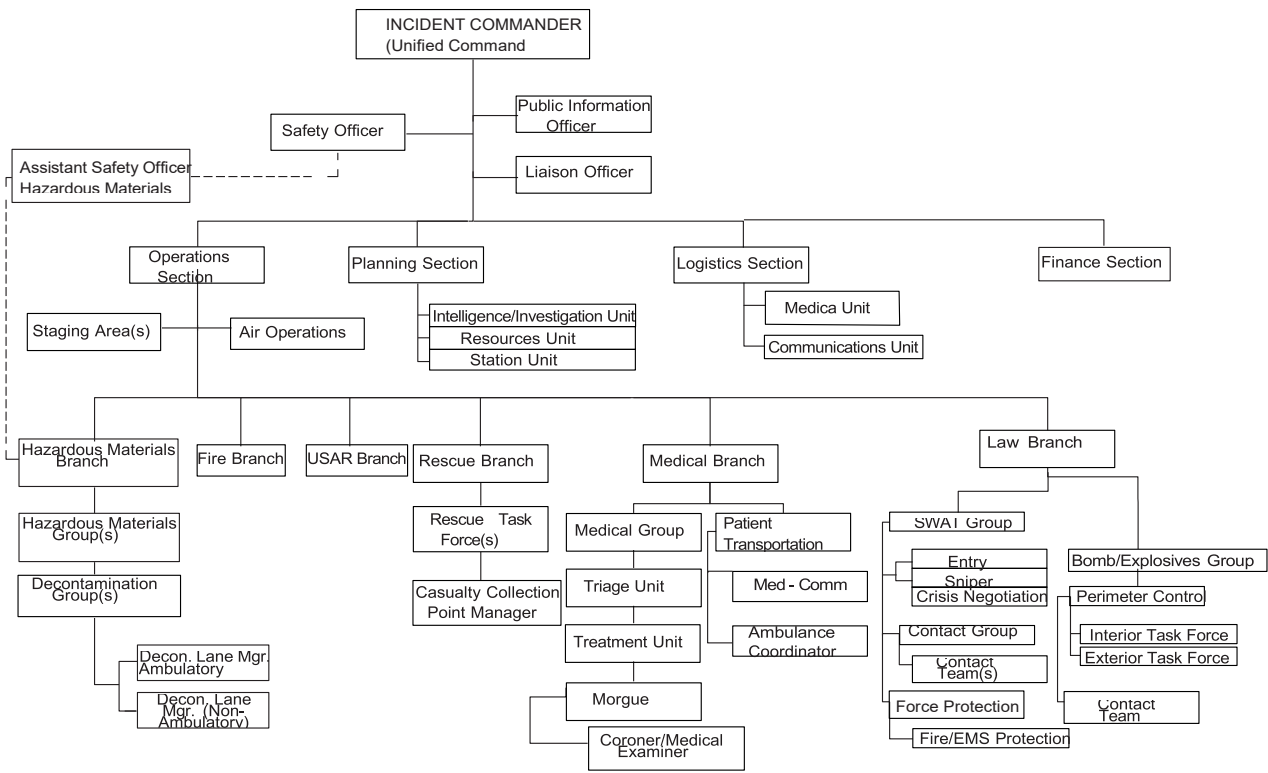 INCIDENT COMMANDER
(Unified Command
Public Information
Officer
Safety Officer
Assistant Safety Officer
Hazardous Materials
Liaison Officer
Operations
Section
Planning Section
Logistics Section
Finance Section
Staging Area(s)
Air Operations
Intelligence/Investigation Unit
Resources Unit
Station Unit
Medica Unit
Communications Unit
Hazardous Materials
Branch
Fire Branch
USAR Branch
Rescue Branch
Medical Branch
Law Branch
Hazardous Materials
Group(s)
Decontamination
Group(s)
Decon. Lane Mgr.
Ambulatory
Decon. Lane
Mgr. (Non-
Ambulatory)
Rescue Task
Force(s)
Casualty Collection
Point Manager
Medical Group
Triage Unit
Treatment Unit
Morgue
Coroner/Medical
Examiner
Patient
Transportation
Med - Comm
Ambulance
Coordinator
SWAT Group
Entry
Sniper
Crisis Negotiation
Contact Group
Contact
Team(s)
Force Protection
Fire/EMS Protection
Bomb/Explosives Group
Perimeter Control
Interior Task Force
Exterior Task Force
Contact
Team